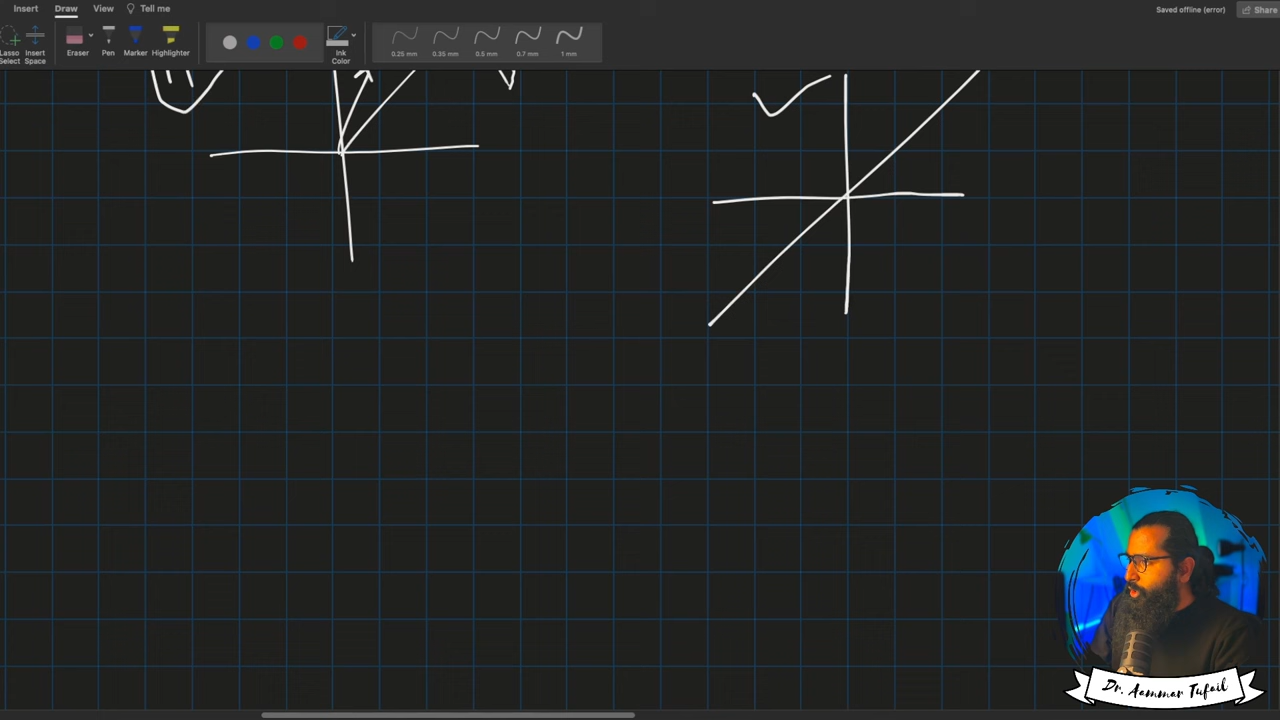 Insert Draw View Tell me
Saved offline (error) Share
Lasso Select
Insert Space
Eraser
Pen
Marker
Highlighter
Ink Color
0.25 mm 0.35 mm 0.5 mm 0.7 mm 1 mm
Dr. Aammar Tufail